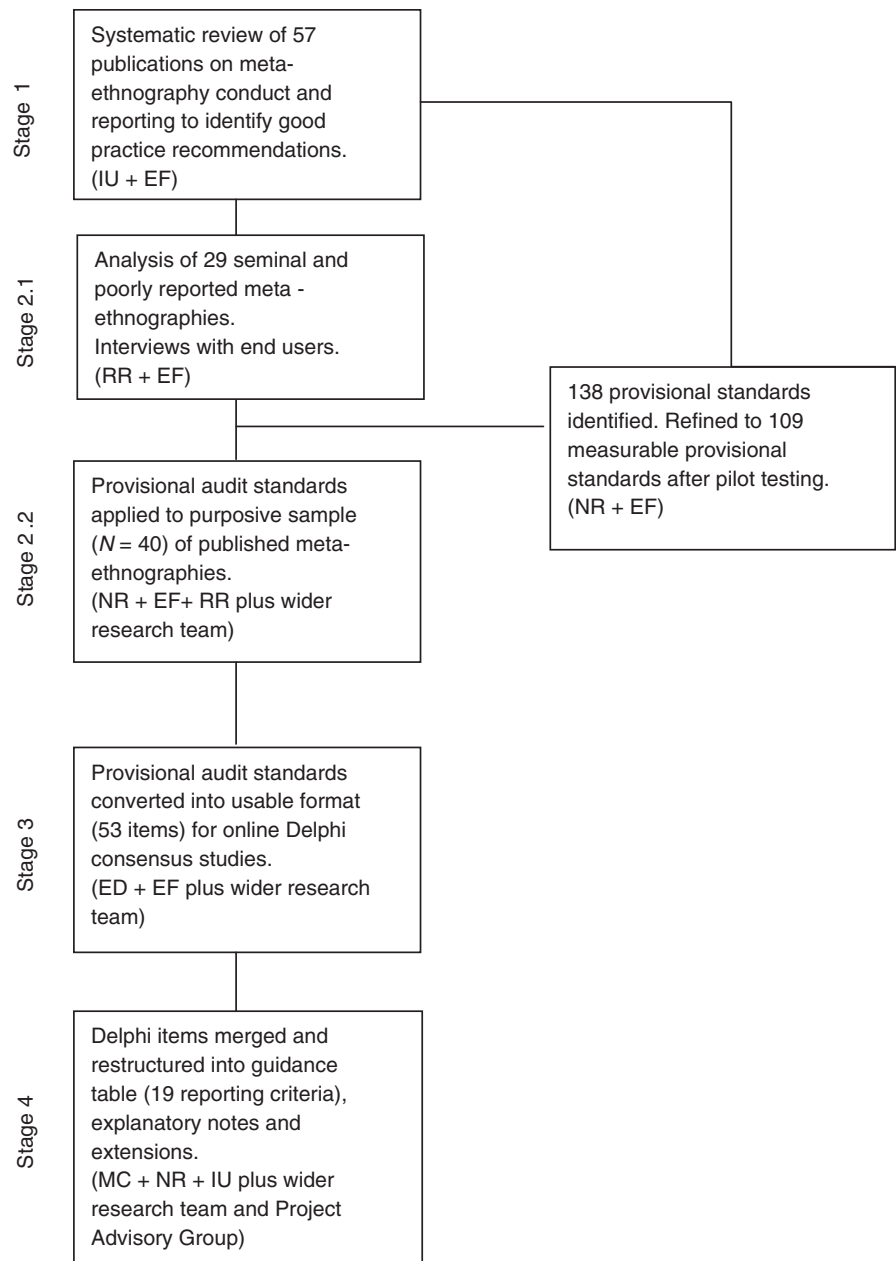 Stage 1
Systematic review of 57
publications on meta-
ethnography conduct and
reporting to identify good
practice recommendations.
(IU + EF)
Stage 2.1
Analysis of 29 seminal and
poorly reported meta -
ethnographies.
Interviews with end users.
(RR + EF)
138 provisional standards
identified. Refined to 109
measurable provisional
standards after pilot testing.
(NR + EF)
Stage 2 .2
Provisional audit standards
applied to purposive sample
(N = 40) of published meta-
ethnographies.
(NR + EF+ RR plus wider
research team)
Stage 3
Provisional audit standards
converted into usable format
(53 items) for online Delphi
consensus studies.
(ED + EF plus wider research
team)
Stage 4
Delphi items merged and
restructured into guidance
table (19 reporting criteria),
explanatory notes and
extensions.
(MC + NR + IU plus wider
research team and Project
Advisory Group)